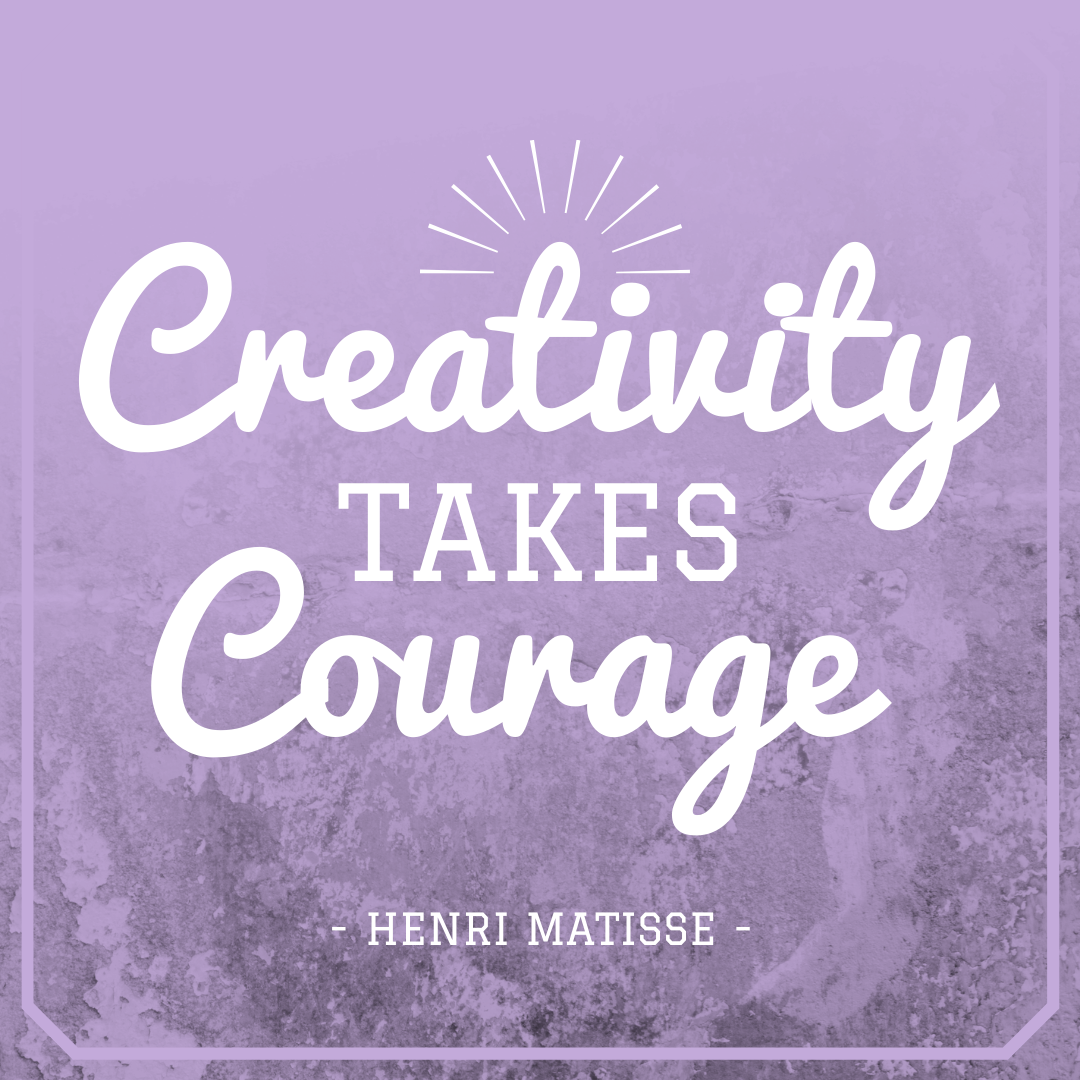 Creativity
TAKES
Courage
- HENRI MATISSE -